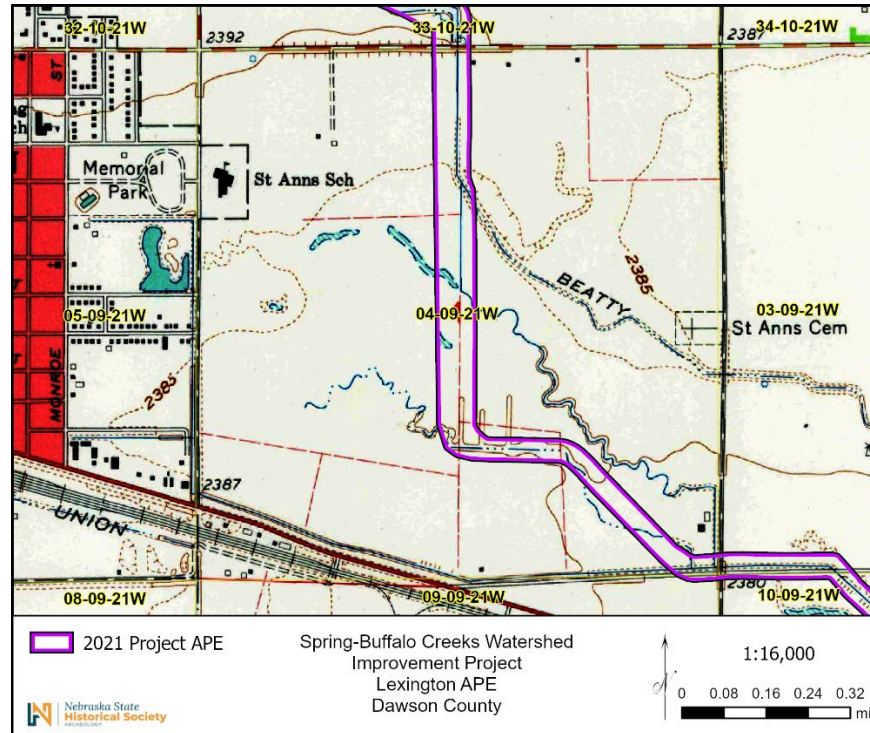 32-10-21W
2392
33-10-21W
2387
34-10-21W
ST
ch
Memorial
Park
St Anns Sch
BEATTY
2385
05-09-21W
04-09-21W
03-09-21W
St Anns Cem
MONROE
2385
2387
UNION
08-09-21W
09-09-21W
2380
10-09-21W
2021 Project APE
Spring-Buffalo Creeks Watershed
Improvement Project
Lexington APE
Dawson County
N
1:16,000
0 0.08 0.16 0.24 0.32
mi
Nebraska State
Historical Society
ARCHEOLOGY